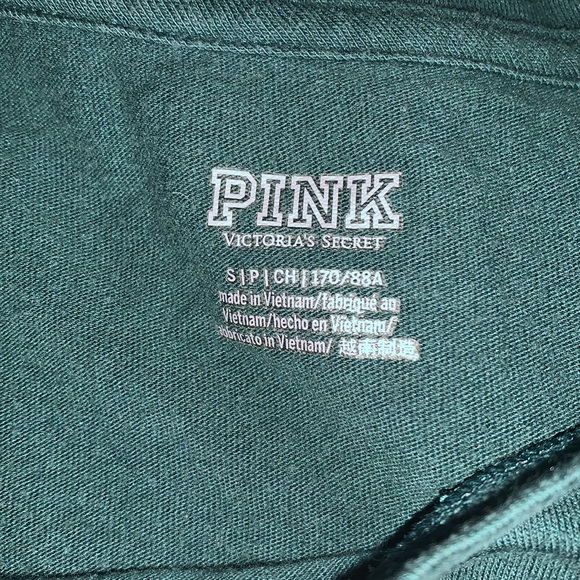 PINK
VICTORIA'S SECRET
S|P|CH|170/88A
made in Vietnam/fabriqué au
Vietnam/hecho en Vietnam/
fabbricato in Vietnam/越南制造